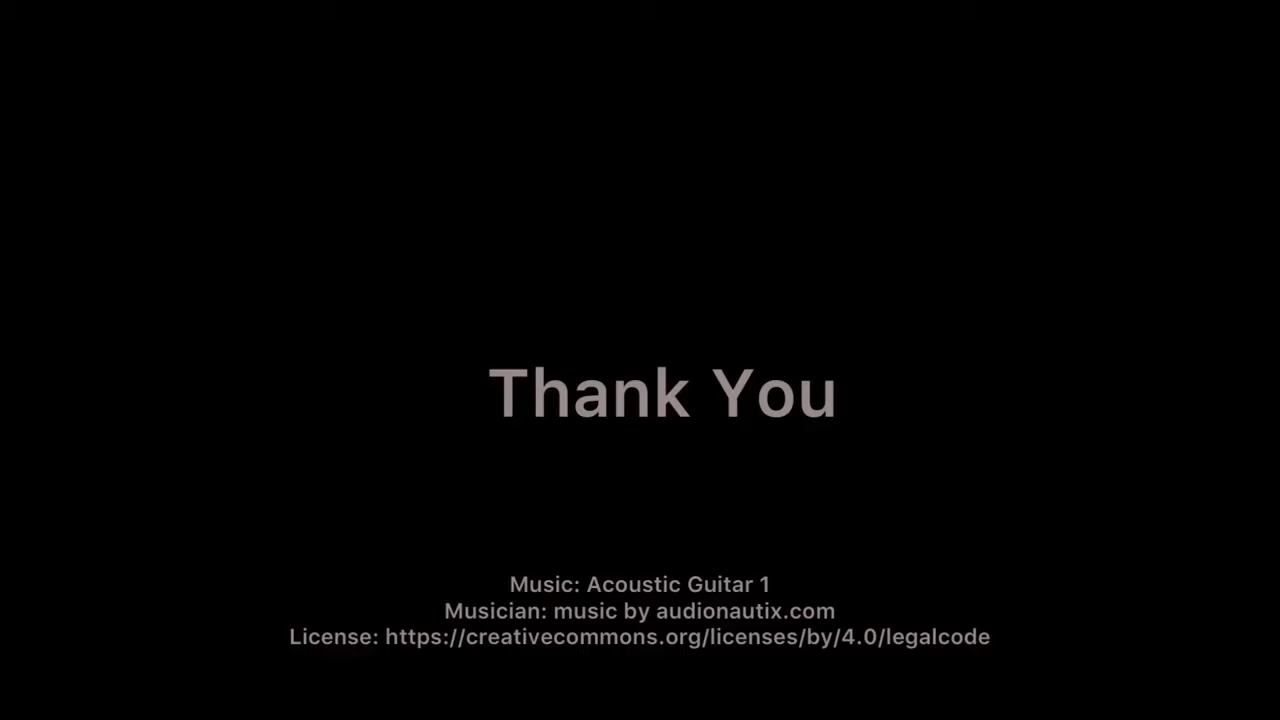 Thank You
Music: Acoustic Guitar 1
Musician: music by audionautix.com
License: https://creativecommons.org/licenses/by/4.0/legalcode